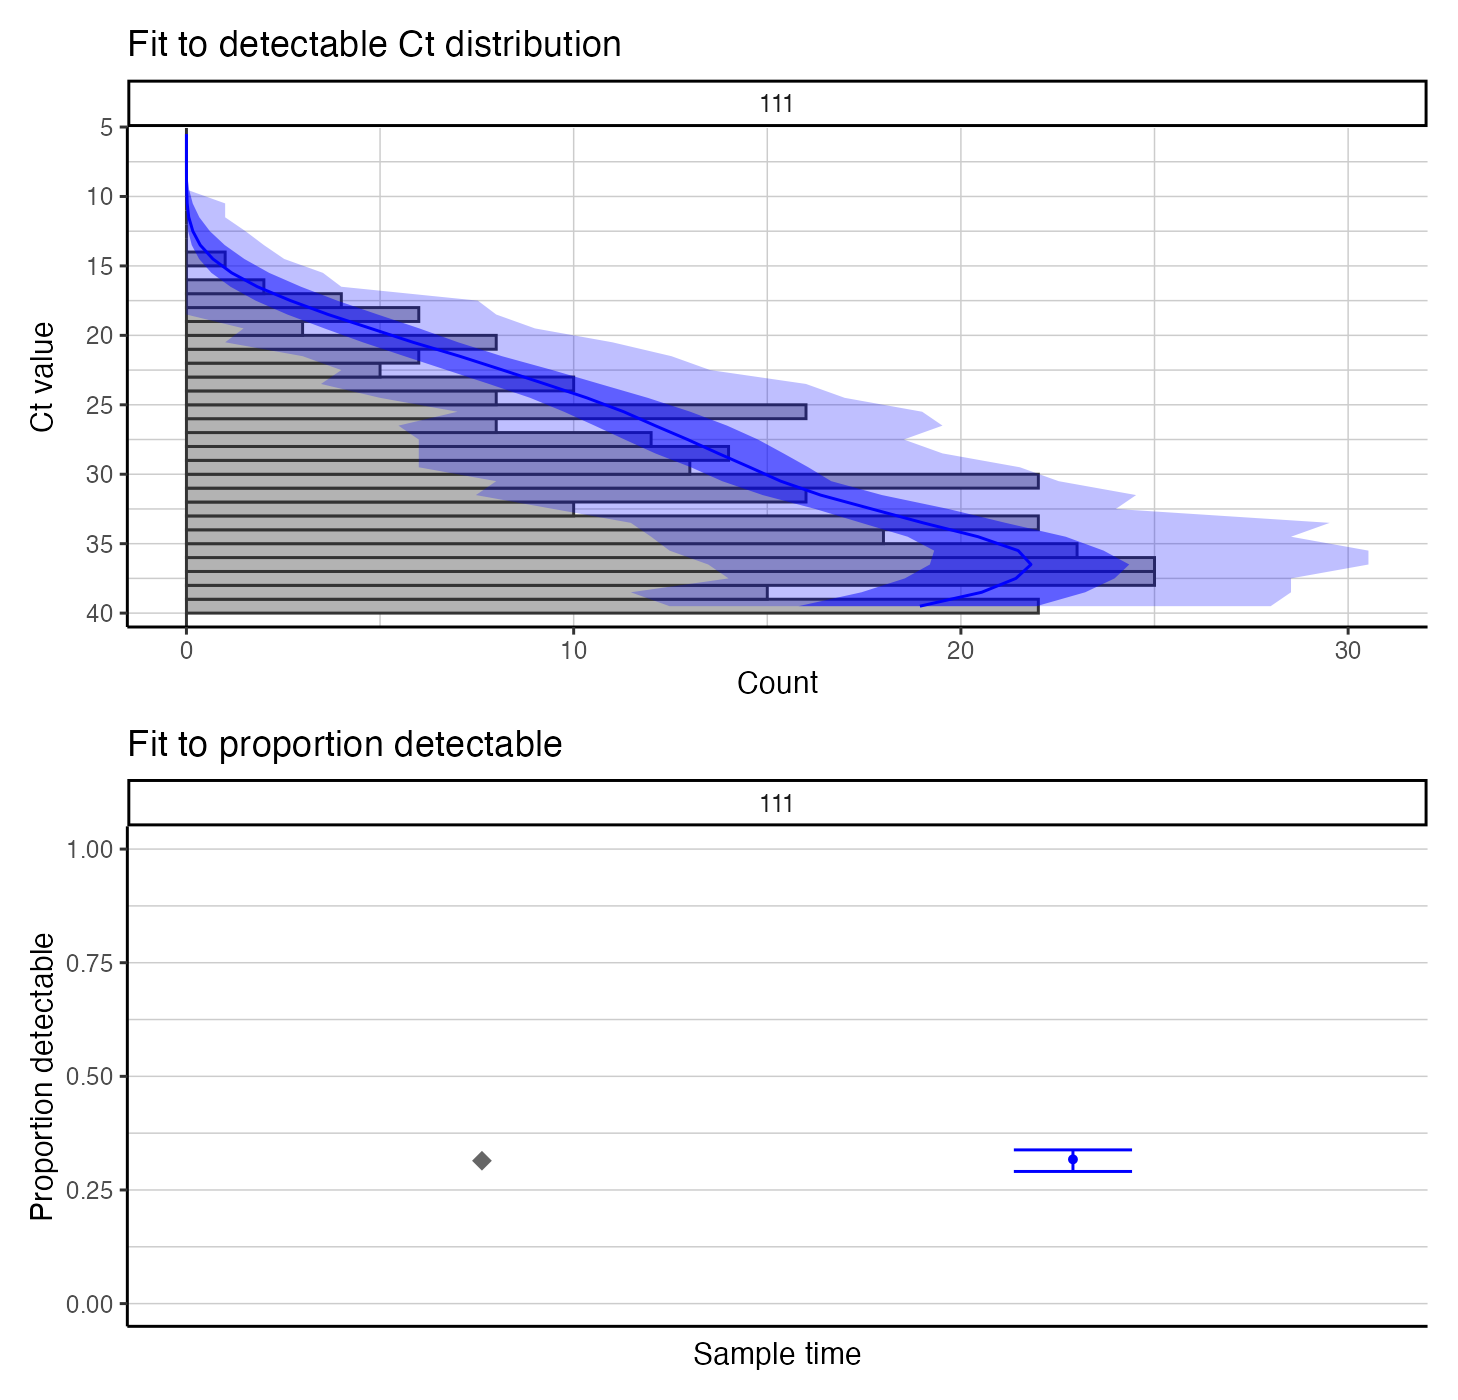 Fit to detectable Ct distribution
111
5
10
15
20
25
30
35
40
Ct value
0 10 20 30
Count
Fit to proportion detectable
111
1.00
0.75
0.50
0.25
0.00
Proportion detectable
Sample time